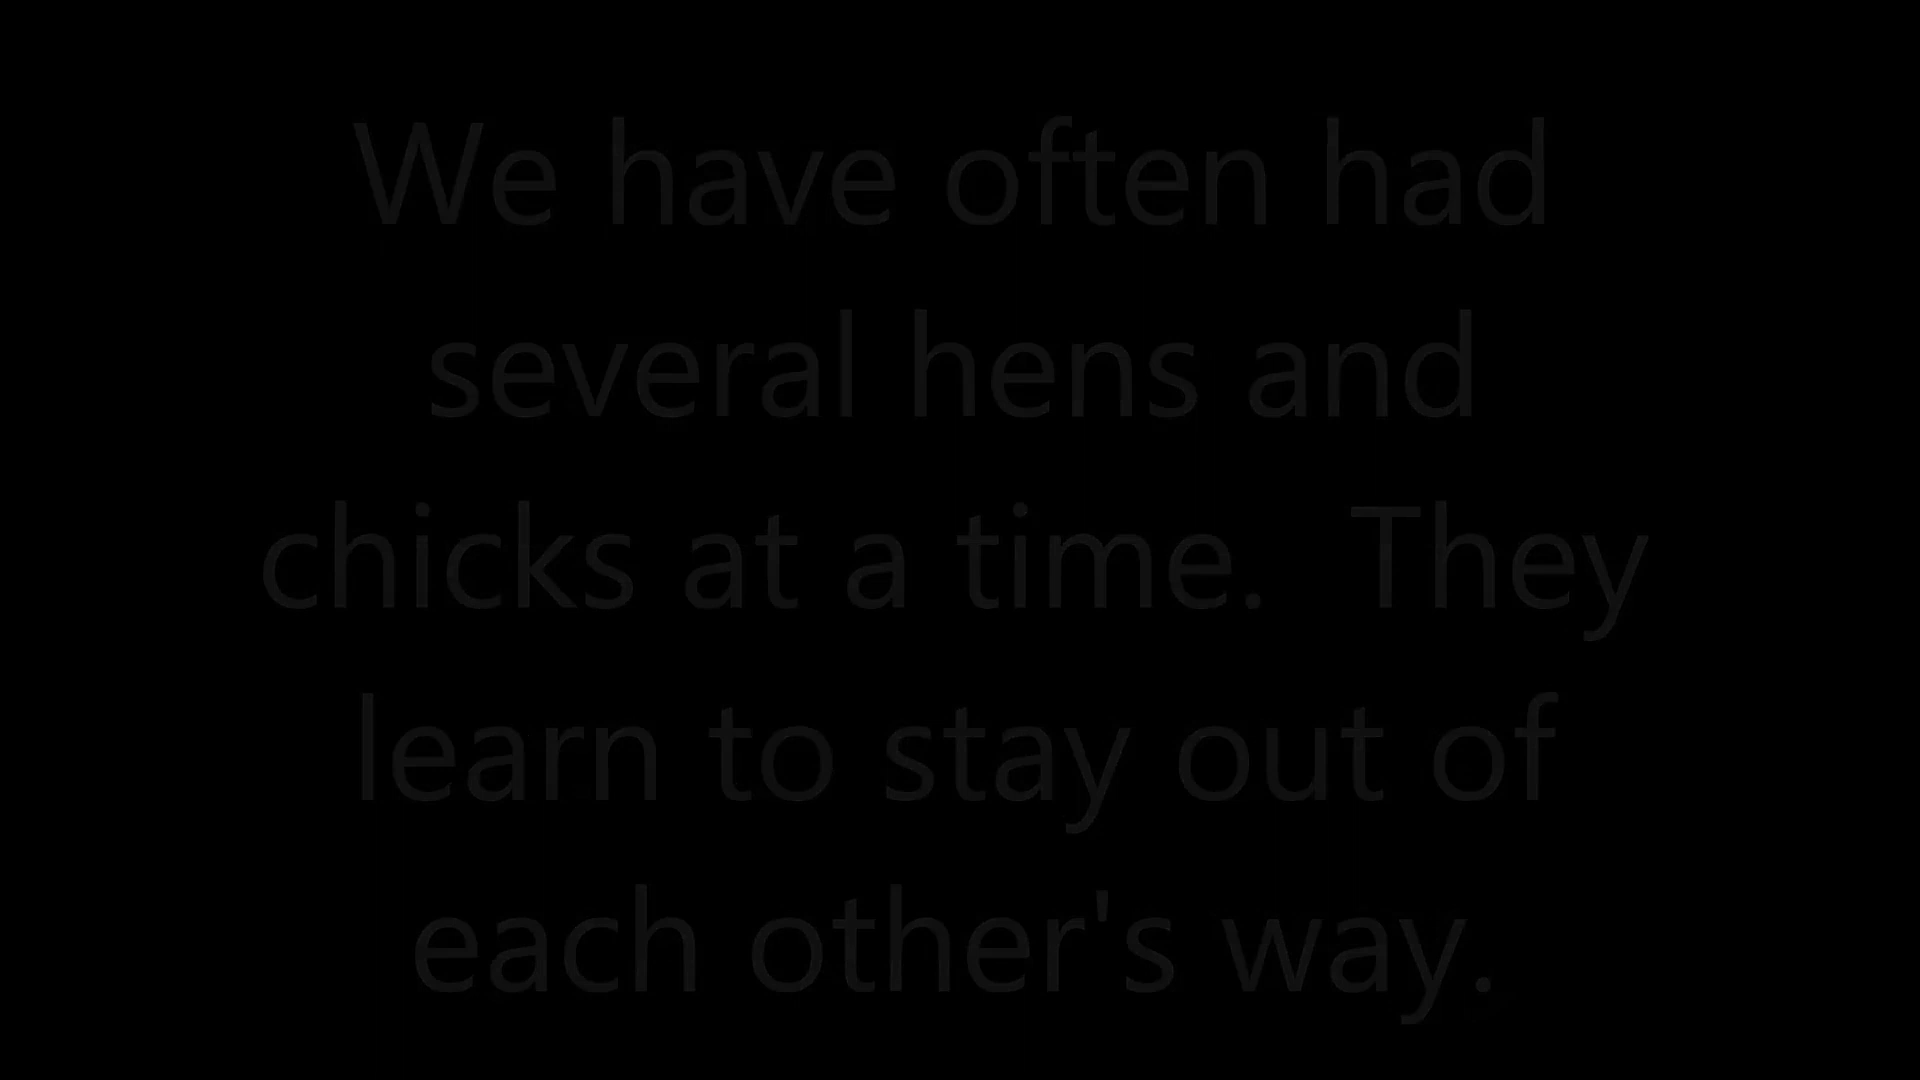 We have often had
several hens and
chicks at a time.  They
learn to stay out of
each other's way.